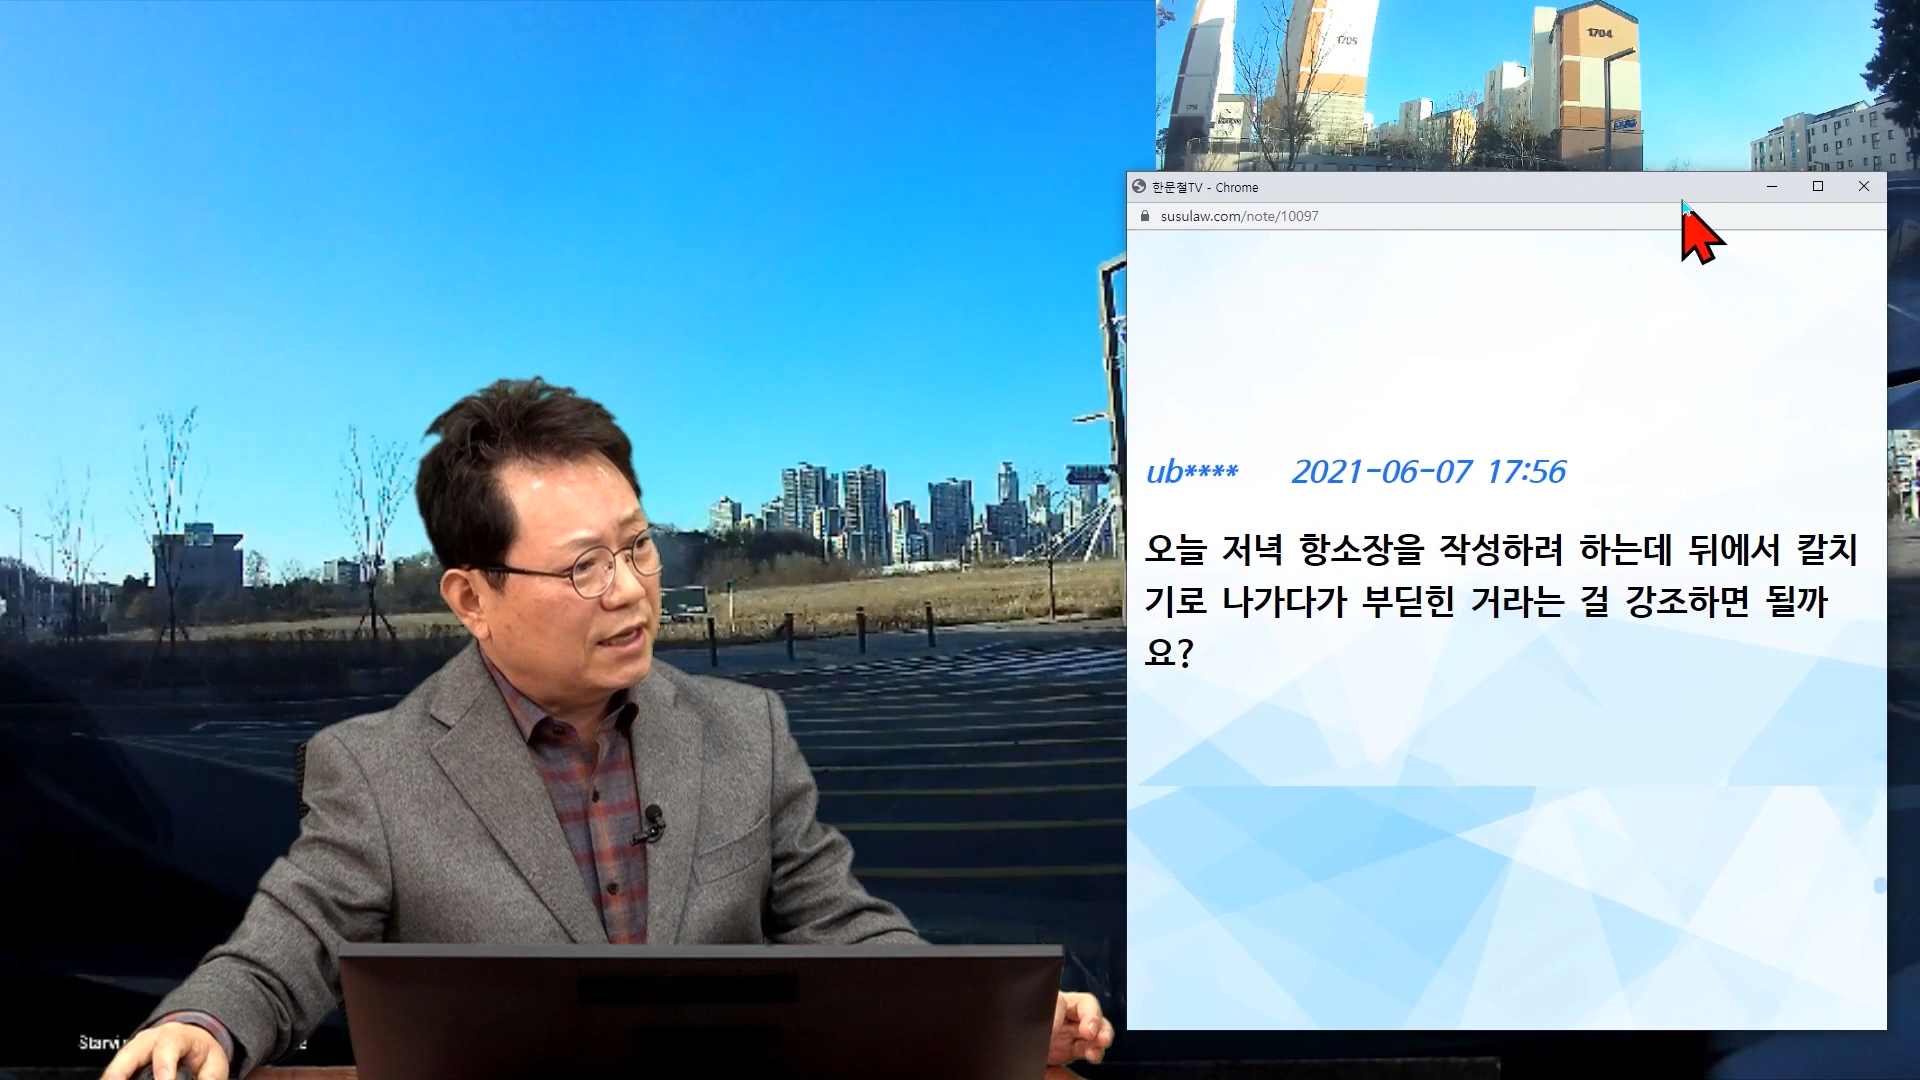 1705
1704
한문철TV - Chrome
susulaw.com/note/10097
ub**** 2021-06-07 17:56
오늘 저녁 항소장을 작성하려 하는데 뒤에서 칼치
기로 나가다가 부딛힌 거라는 걸 강조하면 될까
요?